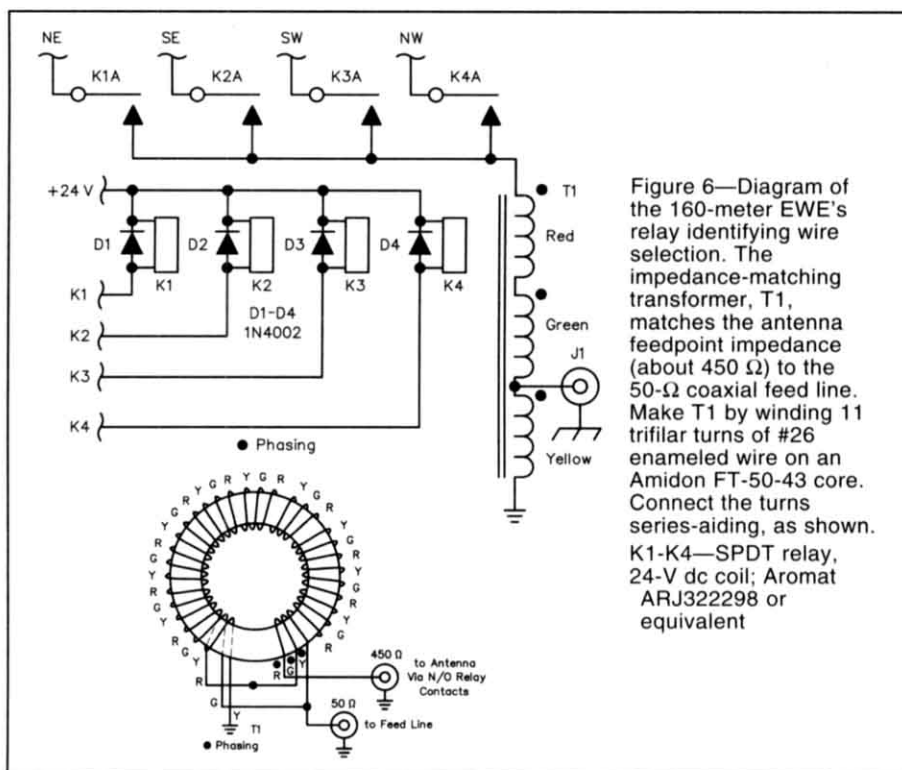 NE SE SW NW
K1A K2A K3A K4A
+24 V
T1
Red
D1 D2 D3 D4
K1 K2 K3 K4
K1
K2
K3
K4
D1-D4
1N4002
Green
J1
Yellow
● Phasing
Y G R Y G R Y G R Y G R Y G R Y G R Y G R Y G R Y G R Y G R Y G R
R G Y
450 Ω
to Antenna
Via N/O Relay
Contacts
R
G
Y
50 Ω
to Feed Line
T1
● Phasing
Figure 6—Diagram of
the 160-meter EWE's
relay identifying wire
selection. The
impedance-matching
transformer, T1,
matches the antenna
feedpoint impedance
(about 450 Ω) to the
50-Ω coaxial feed line.
Make T1 by winding 11
trifilar turns of #26
enameled wire on an
Amidon FT-50-43 core.
Connect the turns
series-aiding, as shown.
K1-K4—SPDT relay,
24-V dc coil; Aromat
ARJ322298 or
equivalent